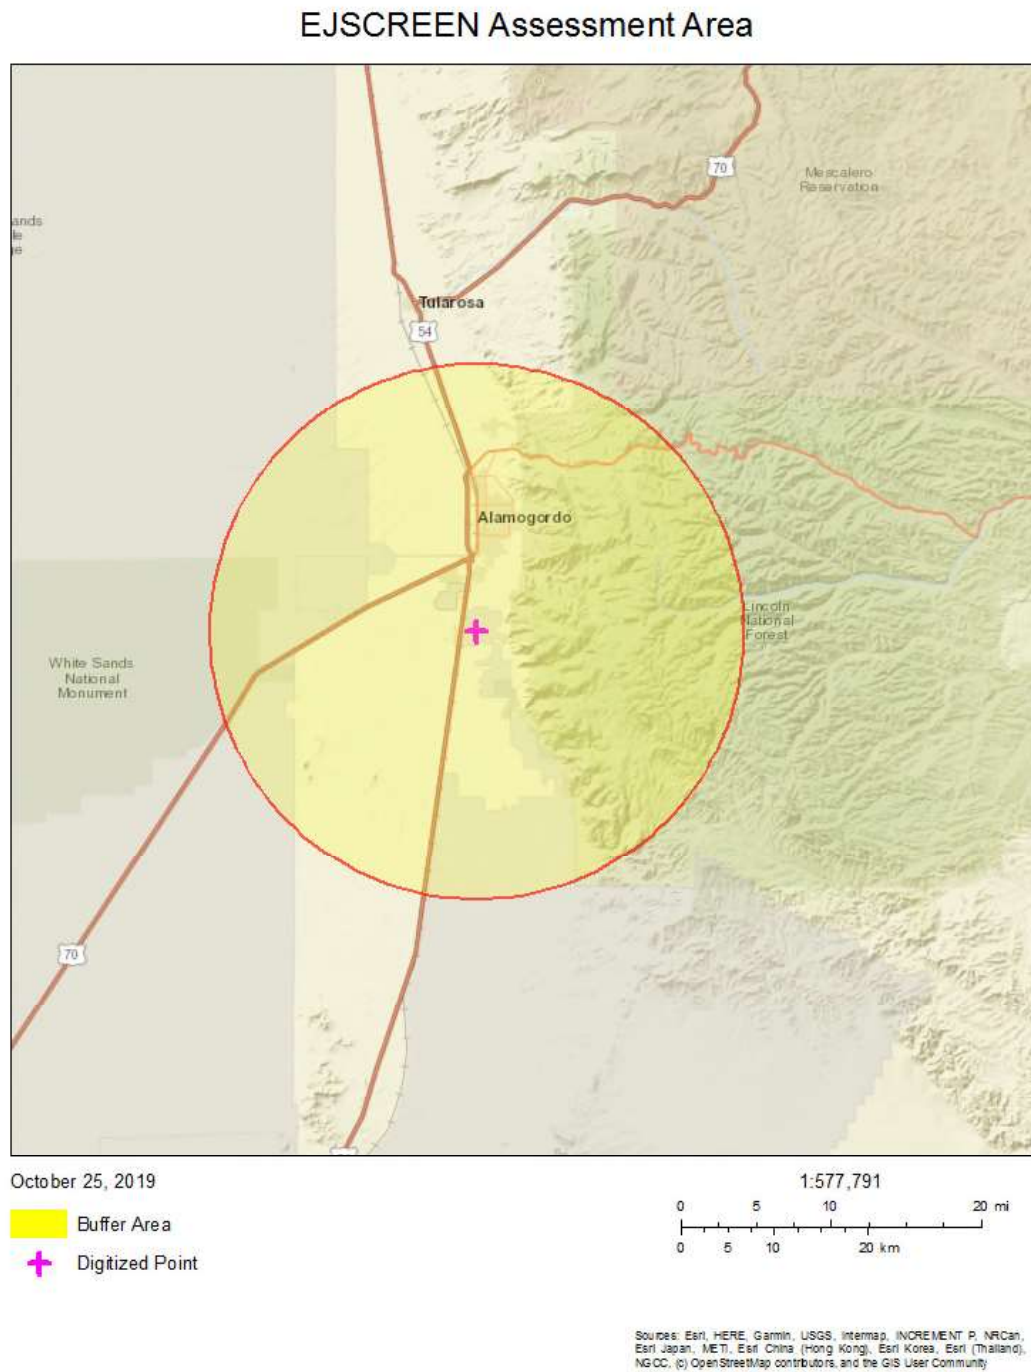 EJSCREEN Assessment Area
70
Mescalero
Reservation
ands
le
ge
Tularosa
54
Alamogordo
Lincoln
National
Forest
White Sands
National
Monument
70
October 25, 2019
1:577,791
Buffer Area
Digitized Point
0 5 10 20 mi
0 5 10 20 km
Sources: Esri, HERE, Garmin, USGS, Intermap, INCREMENT P, NRCan,
Esri Japan, METI, Esri China (Hong Kong), Esri Korea, Esri (Thailand),
NGCC, (c) OpenStreetMap contributors, and the GIS User Community